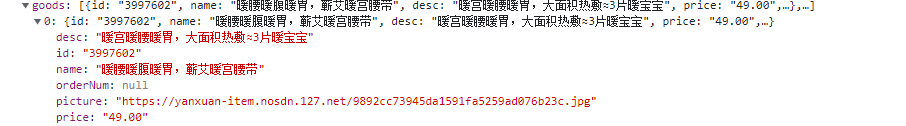 ▼ goods: [{id: "3997602", name: "暖腰暖腹暖胃，蕲艾暖宫腰带", desc: "暖宫暖腰暖胃，大面积热敷≈3片暖宝宝", price: "49.00",…},…]
▼ 0: {id: "3997602", name: "暖腰暖腹暖胃，蕲艾暖宫腰带", desc: "暖宫暖腰暖胃，大面积热敷≈3片暖宝宝", price: "49.00",…}
desc: "暖宫暖腰暖胃，大面积热敷≈3片暖宝宝"
id: "3997602"
name: "暖腰暖腹暖胃，蕲艾暖宫腰带"
orderNum: null
picture: "https://yanxuan-item.nosdn.127.net/9892cc73945da1591fa5259ad076b23c.jpg"
price: "49.00"